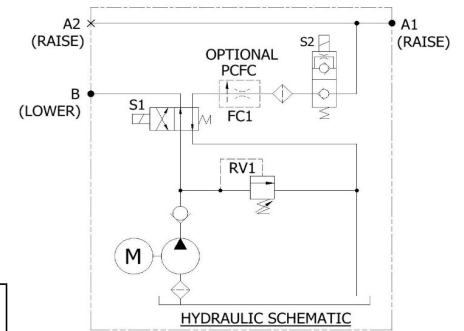 A2
(RAISE)
A1
(RAISE)
OPTIONAL
PCFC
S2
B
(LOWER)
S1
FC1
RV1
M
HYDRAULIC SCHEMATIC